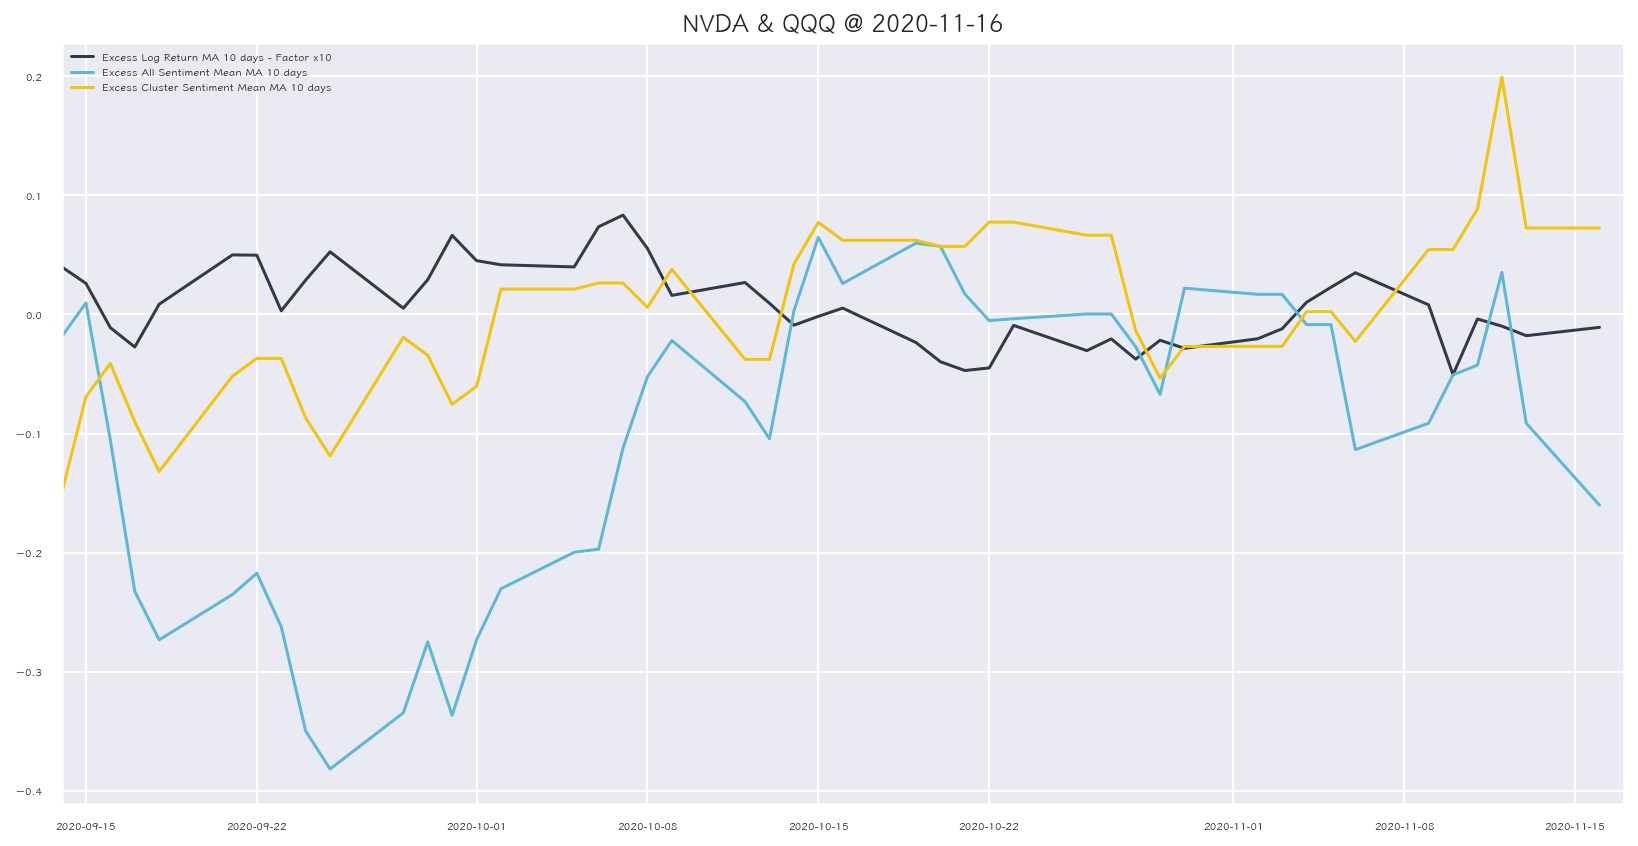 NVDA & QQQ @ 2020-11-16
Excess Log Return MA 10 days - Factor x10
Excess All Sentiment Mean MA 10 days
Excess Cluster Sentiment Mean MA 10 days
0.2
0.1
0.0
−0.1
−0.2
−0.3
−0.4
2020-09-15 2020-09-22 2020-10-01 2020-10-08 2020-10-15 2020-10-22 2020-11-01 2020-11-08 2020-11-15